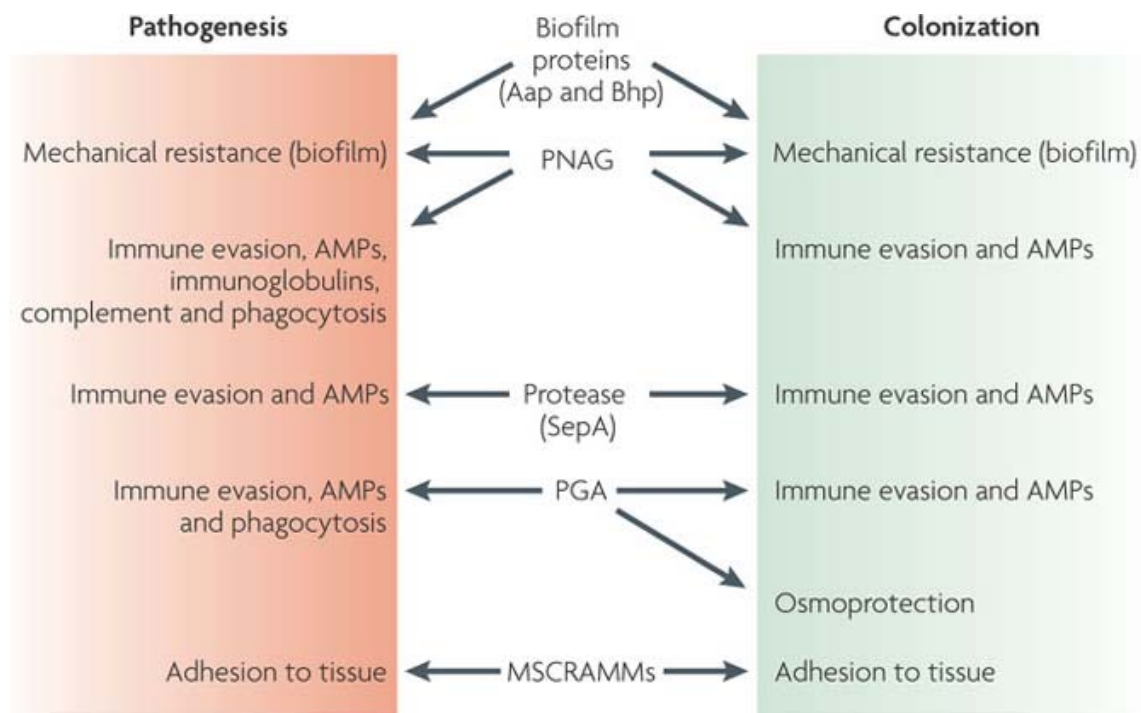 Pathogenesis
Biofilm
proteins
(Aap and Bhp)
Colonization
Mechanical resistance (biofilm)
PNAG
Mechanical resistance (biofilm)
Immune evasion, AMPs,
immunoglobulins,
complement and phagocytosis
Immune evasion and AMPs
Immune evasion and AMPs
Protease
(SepA)
Immune evasion and AMPs
Immune evasion, AMPs
and phagocytosis
PGA
Immune evasion and AMPs
Osmoprotection
Adhesion to tissue
MSCRAMMs
Adhesion to tissue